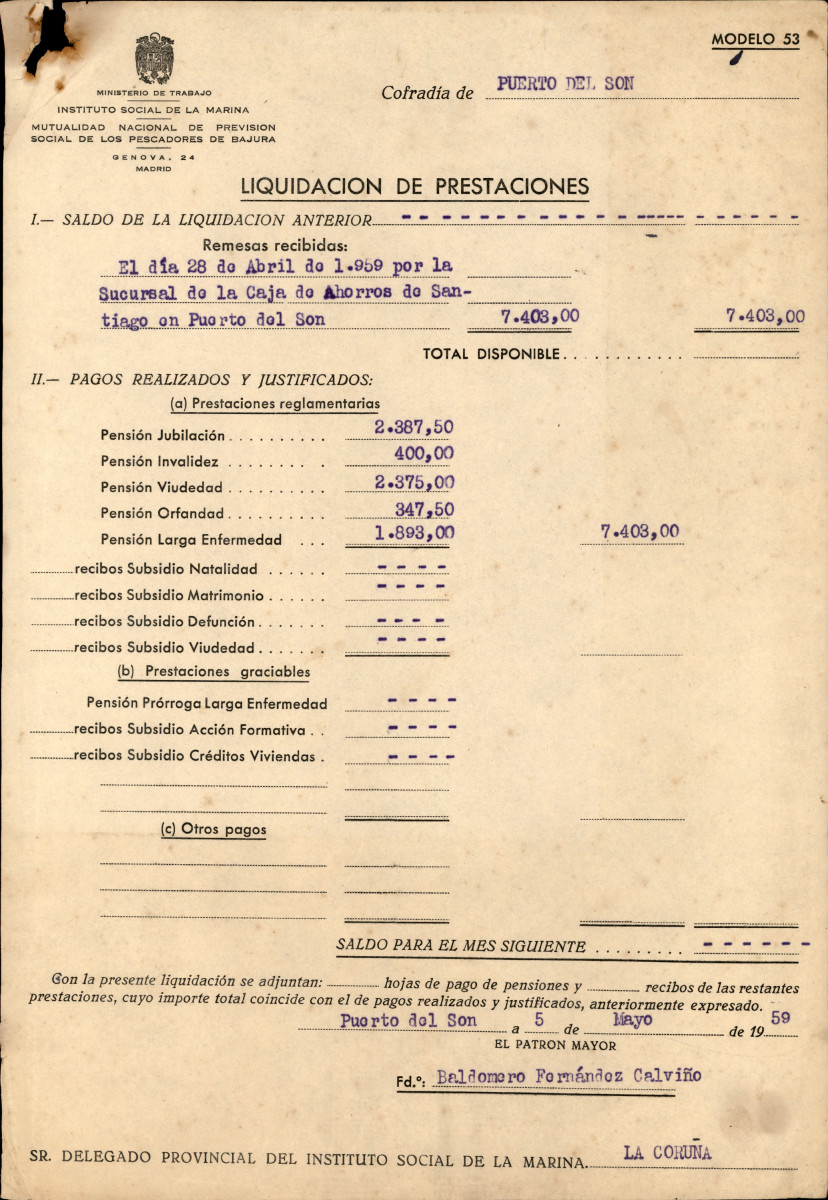 MODELO 53
MINISTERIO DE TRABAJO
INSTITUTO SOCIAL DE LA MARINA
MUTUALIDAD NACIONAL DE PREVISION
SOCIAL DE LOS PESCADORES DE BAJURA
GENOVA, 24
MADRID
Cofradía de PUERTO DEL SON
LIQUIDACION DE PRESTACIONES
I.— SALDO DE LA LIQUIDACION ANTERIOR - - - - - - - - - - - - - - - - - - - - - -
Remesas recibidas:
El día 28 de Abril de 1.959 por la
Sucursal de la Caja de Ahorros de San-
tiago en Puerto del Son 7.403,00 7.403,00
TOTAL DISPONIBLE . . . . . . . . . . . .
II.— PAGOS REALIZADOS Y JUSTIFICADOS:
(a) Prestaciones reglamentarias
Pensión Jubilación . . . . . . . . . . 2.387,50
Pensión Invalidez . . . . . . . . . 400,00
Pensión Viudedad . . . . . . . . . . 2.375,00
Pensión Orfandad . . . . . . . . . . 347,50
Pensión Larga Enfermedad . . . 1.893,00 7.403,00
recibos Subsidio Natalidad . . . . . . - - - -
recibos Subsidio Matrimonio . . . . . . - - - -
recibos Subsidio Defunción . . . . . . . - - - -
recibos Subsidio Viudedad . . . . . . . - - - -
(b) Prestaciones graciables
Pensión Prórroga Larga Enfermedad - - - -
recibos Subsidio Acción Formativa . . - - - -
recibos Subsidio Créditos Viviendas . - - - -
(c) Otros pagos
SALDO PARA EL MES SIGUIENTE . . . . . . . . . - - - - - -
Con la presente liquidación se adjuntan: hojas de pago de pensiones y recibos de las restantes
prestaciones, cuyo importe total coincide con el de pagos realizados y justificados, anteriormente expresado.
Puerto del Son a 5 de Mayo de 19 59
EL PATRON MAYOR
Fd.º: Baldomero Fernández Calviño
SR. DELEGADO PROVINCIAL DEL INSTITUTO SOCIAL DE LA MARINA. LA CORUÑA